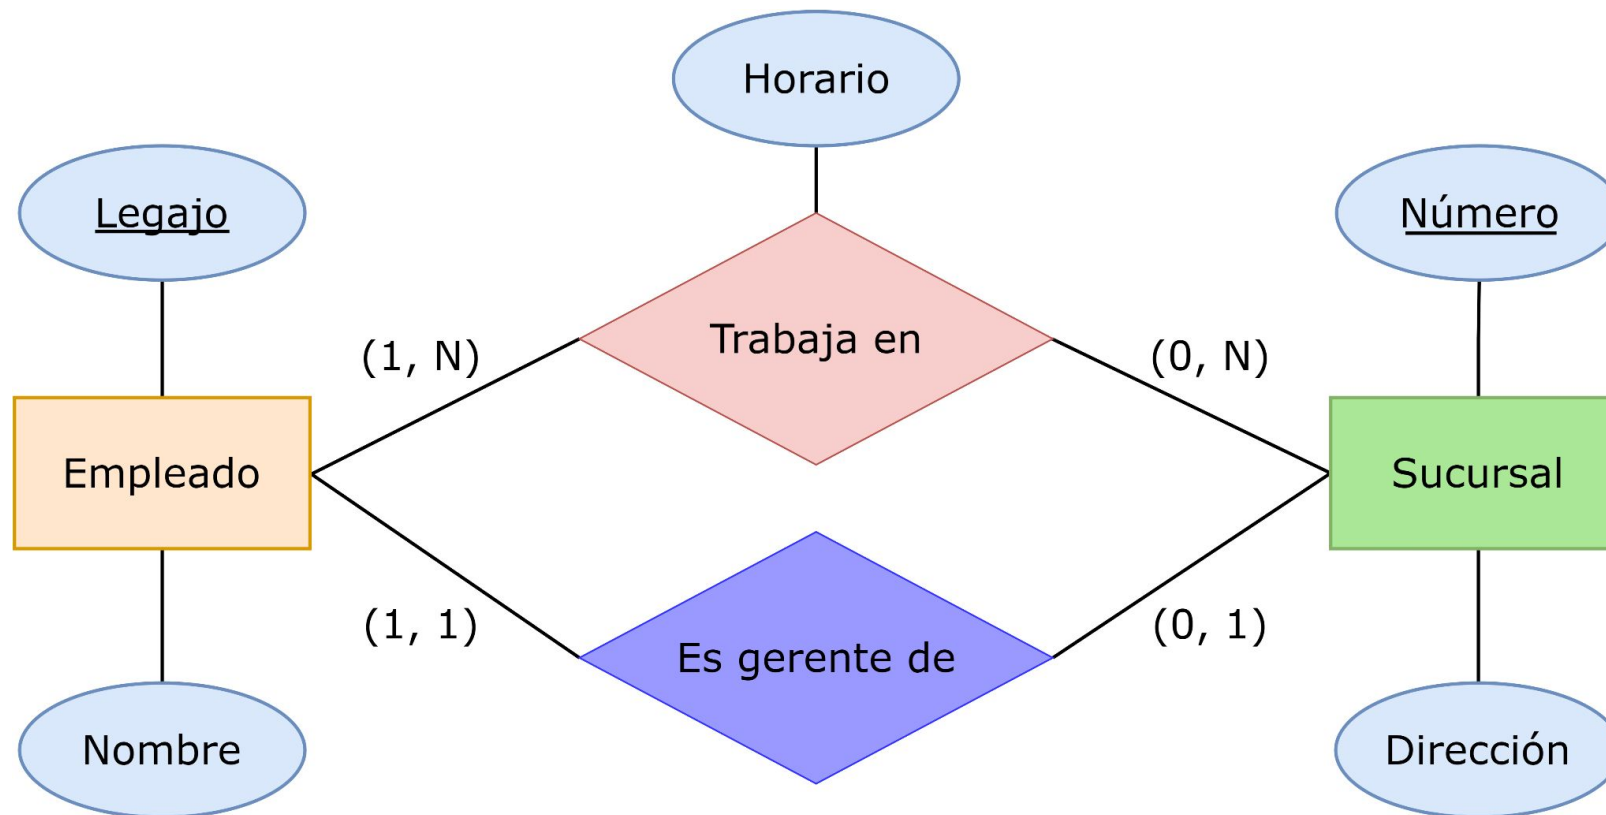 Horario
Legajo
Número
Trabaja en
(1, N)
(0, N)
Empleado
Sucursal
(1, 1)
(0, 1)
Es gerente de
Nombre
Dirección